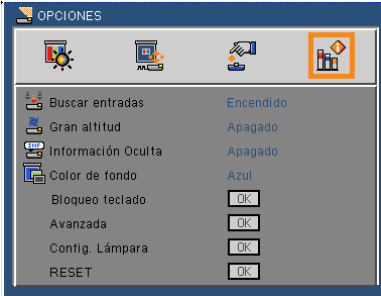 OPCIONES
Buscar entradas Encendido
Gran altitud Apagado
INF Información Oculta Apagado
Color de fondo Azul
Bloqueo teclado OK
Avanzada OK
Config. Lámpara OK
RESET OK